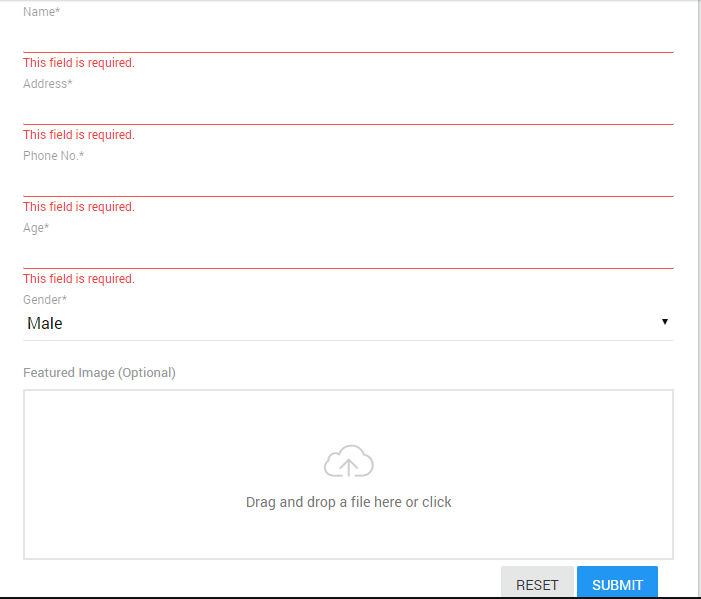 Name*
This field is required.
Address*
This field is required.
Phone No.*
This field is required.
Age*
This field is required.
Gender*
Male
Featured Image (Optional)
Drag and drop a file here or click
RESET SUBMIT